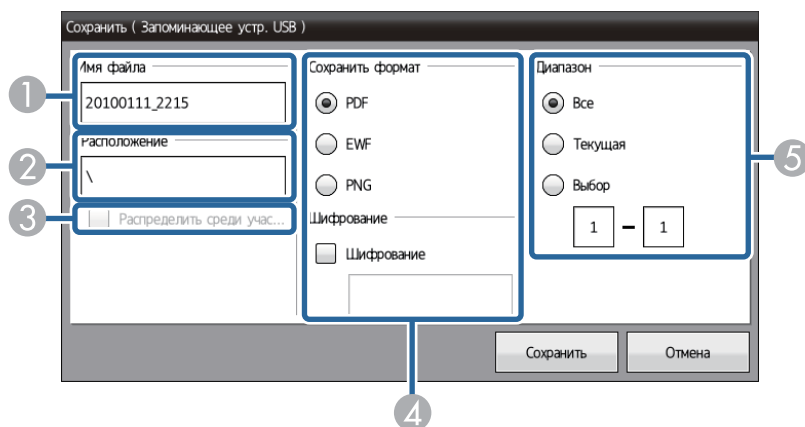 Сохранить ( Запоминающее устр. USB )
Имя файла
20100111_2215
1
Расположение
\
2
Распределить среди учас...
3
Сохранить формат
PDF
EWF
PNG
Шифрование
Шифрование
4
Диапазон
Все
Текущая
Выбор
1 – 1
5
Сохранить
Отмена